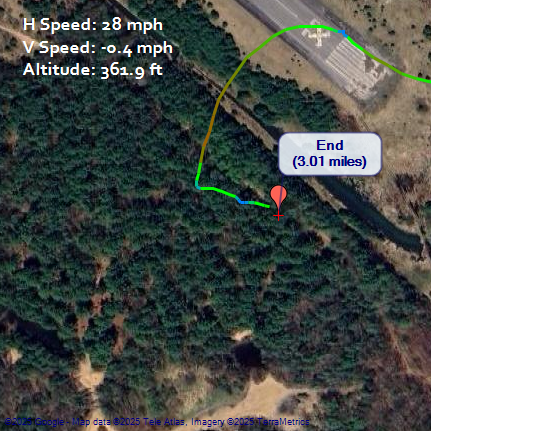 H Speed: 28 mph
V Speed: -0.4 mph
Altitude: 361.9 ft
End
(3.01 miles)
©2025 Google - Map data ©2025 Tele Atlas, Imagery ©2025 TerraMetrics